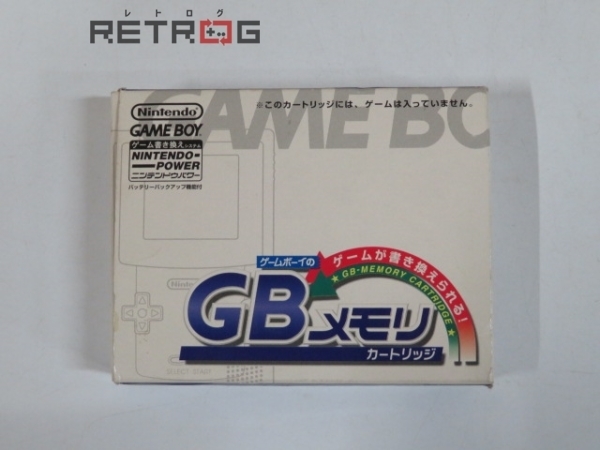 レトログ
RETROG
GAME BO
※このカートリッジには、ゲームは入っていません。
Nintendo
GAME BOY
ゲーム書き換えシステム
NINTENDO
POWER
ニンテンドウパワー
バッテリーバックアップ機能付
ゲームボーイの
ゲームが書き換えられる!
★GB-MEMORY CARTRIDGE★
Nintendo
GBメモリ
カートリッジ
SELECT START